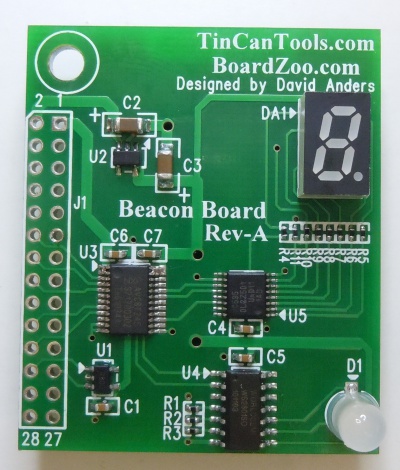 TinCanTools.com
BoardZoo.com
Designed by David Anders
2 1
C2
DA1
U2
C3
J1
Beacon Board
Rev-A
C6 C7
U3
U5
C4
C5
U1
U4
D1
C1
R1
R2
R3
28 27